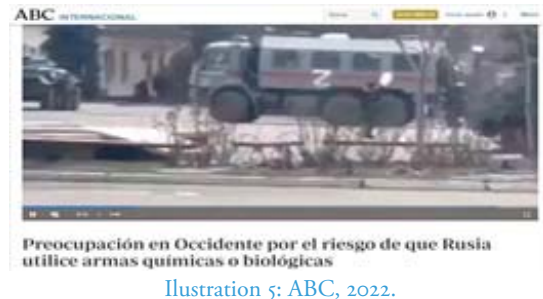 ABC INTERNACIONAL
Z
Preocupación en Occidente por el riesgo de que Rusia
utilice armas químicas o biológicas
Ilustration 5: ABC, 2022.